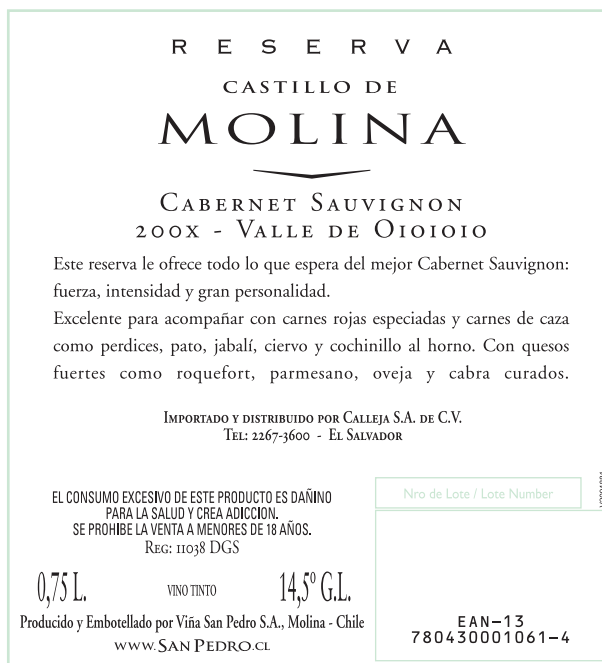 RESERVA
CASTILLO DE
MOLINA
CABERNET SAUVIGNON
200X - VALLE DE OIOIOIO
Este reserva le ofrece todo lo que espera del mejor Cabernet Sauvignon:
fuerza, intensidad y gran personalidad.
Excelente para acompañar con carnes rojas especiadas y carnes de caza
como perdices, pato, jabalí, ciervo y cochinillo al horno. Con quesos
fuertes como roquefort, parmesano, oveja y cabra curados.
IMPORTADO Y DISTRIBUIDO POR CALLEJA S.A. DE C.V.
TEL: 2267-3600 - EL SALVADOR
EL CONSUMO EXCESIVO DE ESTE PRODUCTO ES DAÑINO
PARA LA SALUD Y CREA ADICCION.
SE PROHIBE LA VENTA A MENORES DE 18 AÑOS.
REG: 11038 DGS
0,75 L. VINO TINTO 14,5º G.L.
Producido y Embotellado por Viña San Pedro S.A., Molina - Chile
WWW.SANPEDRO.CL
Nro de Lote / Lote Number
EAN-13
780430001061-4